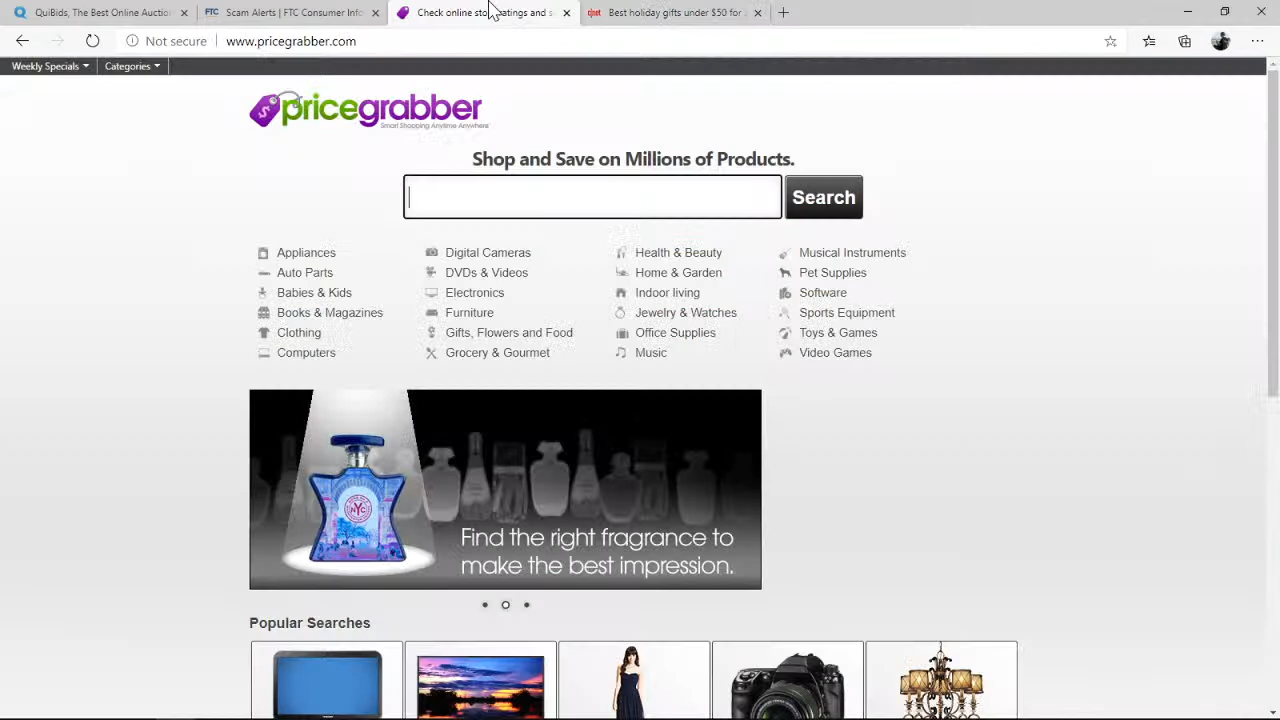 QuiBids, The Best Online Auction
Scam Alerts | FTC Consumer Info
Check online sto ratings and s
cnet Best holiday gifts under $50 for
Not secure www.pricegrabber.com
Weekly Specials Categories
pricegrabber
Smart Shopping Anytime Anywhere
Shop and Save on Millions of Products.
Search
Appliances Digital Cameras Health & Beauty Musical Instruments
Auto Parts DVDs & Videos Home & Garden Pet Supplies
Babies & Kids Electronics Indoor living Software
Books & Magazines Furniture Jewelry & Watches Sports Equipment
Clothing Gifts, Flowers and Food Office Supplies Toys & Games
Computers Grocery & Gourmet Music Video Games
NYC
Find the right fragrance to
make the best impression.
Popular Searches